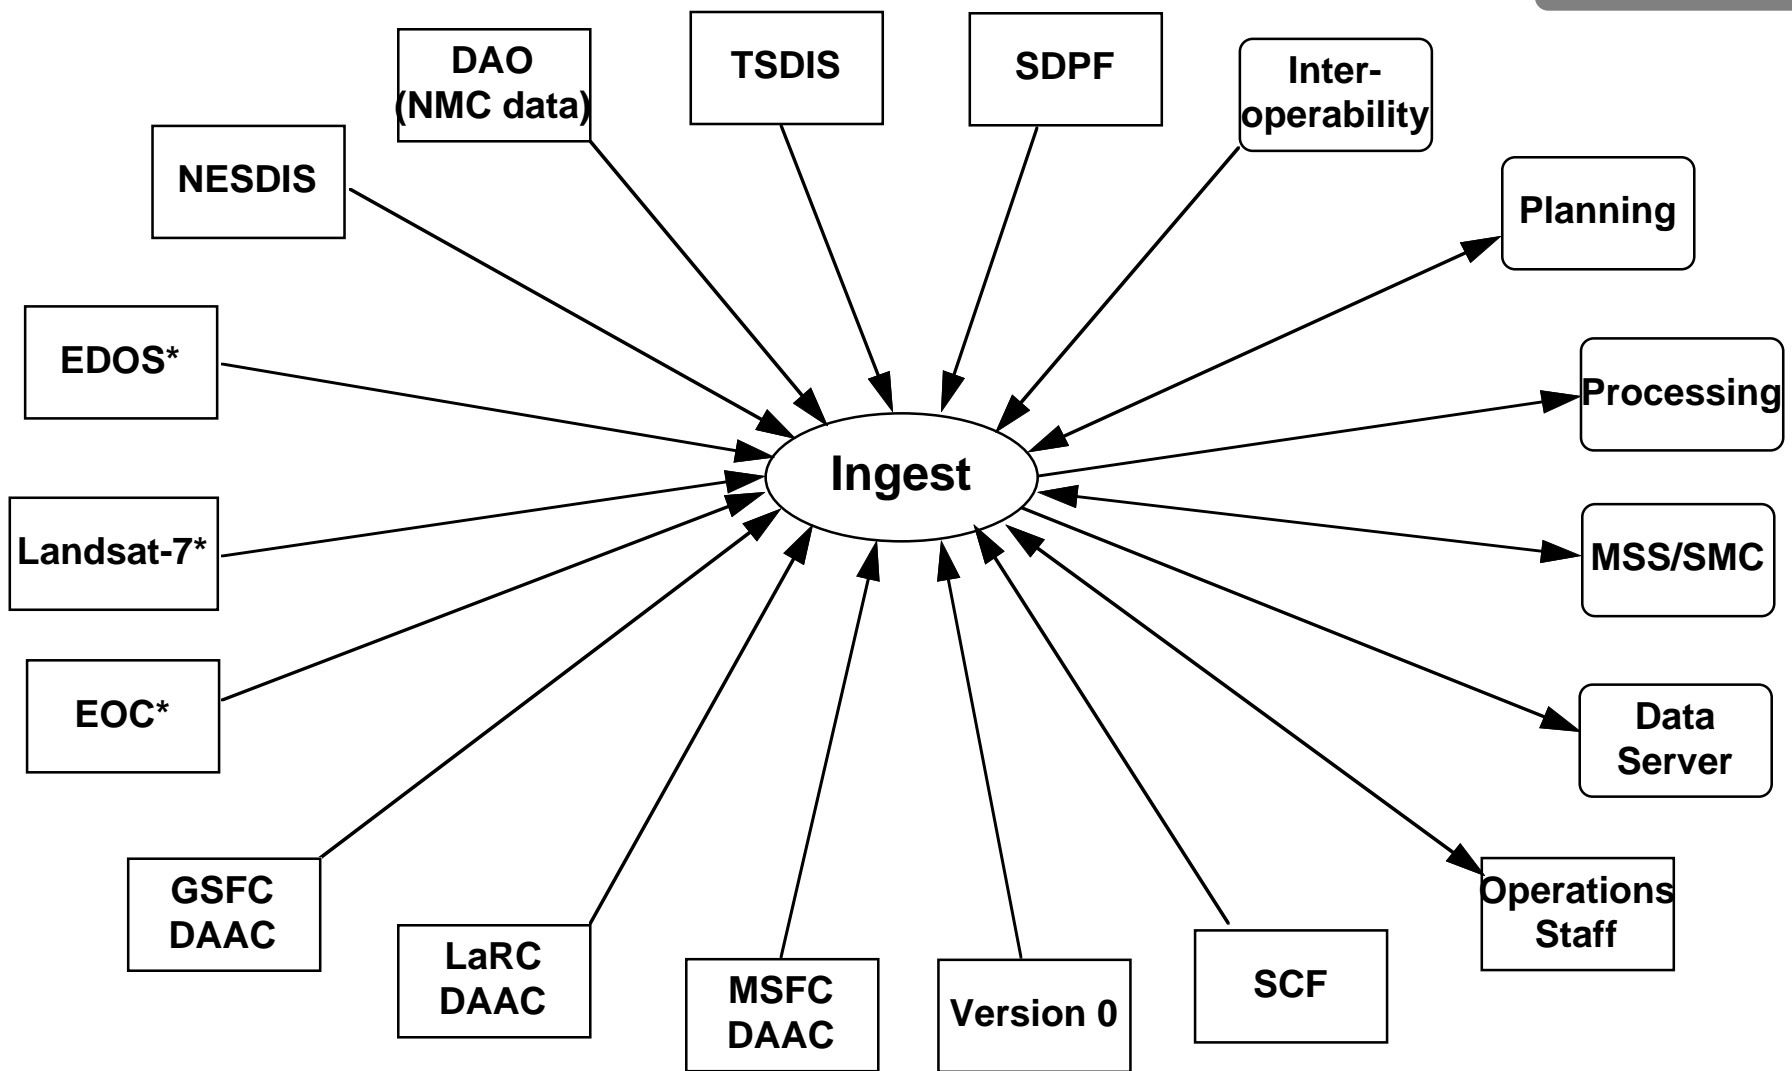 DAO
(NMC data)
TSDIS
SDPF
Inter-
operability
NESDIS
Planning
EDOS*
Processing
Ingest
Landsat-7*
MSS/SMC
EOC*
Data
Server
GSFC
DAAC
Operations
Staff
LaRC
DAAC
MSFC
DAAC
Version 0
SCF